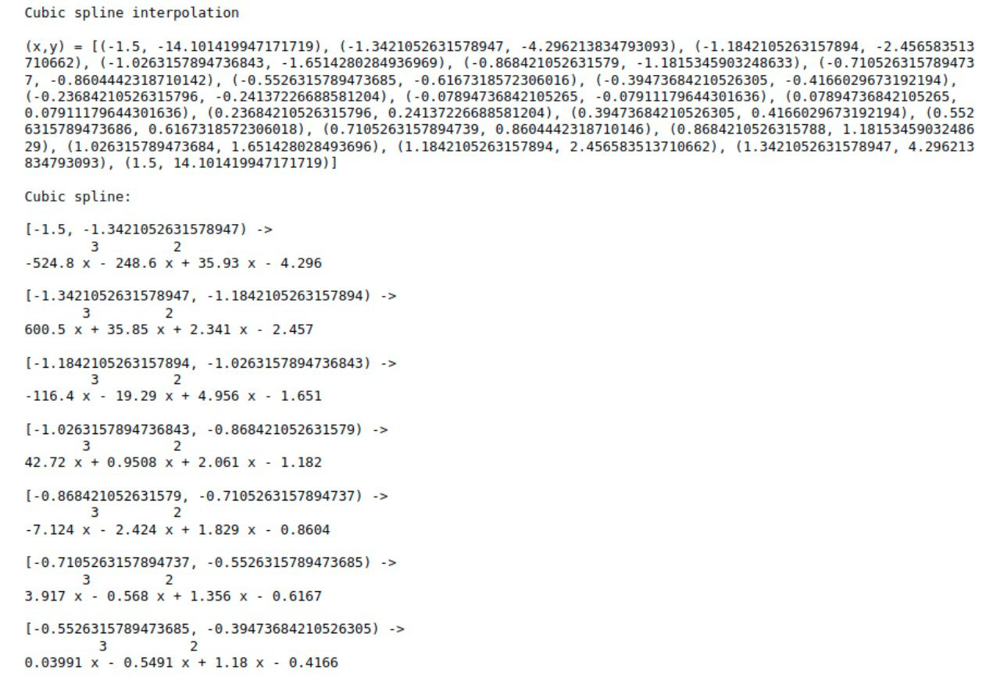 Cubic spline interpolation
(x,y) = [(-1.5, -14.101419947171719), (-1.3421052631578947, -4.296213834793093), (-1.1842105263157894, -2.456583513
710662), (-1.0263157894736843, -1.6514280284936969), (-0.868421052631579, -1.1815345903248633), (-0.710526315789473
7, -0.8604442318710142), (-0.5526315789473685, -0.6167318572306016), (-0.39473684210526305, -0.4166029673192194),
(-0.23684210526315796, -0.24137226688581204), (-0.07894736842105265, -0.07911179644301636), (0.07894736842105265,
0.07911179644301636), (0.23684210526315796, 0.24137226688581204), (0.39473684210526305, 0.4166029673192194), (0.552
6315789473686, 0.6167318572306018), (0.7105263157894739, 0.8604442318710146), (0.8684210526315788, 1.18153459032486
29), (1.026315789473684, 1.651428028493696), (1.1842105263157894, 2.456583513710662), (1.3421052631578947, 4.296213
834793093), (1.5, 14.101419947171719)]
Cubic spline:
[-1.5, -1.3421052631578947) ->
3 2
-524.8 x - 248.6 x + 35.93 x - 4.296
[-1.3421052631578947, -1.1842105263157894) ->
3 2
600.5 x + 35.85 x + 2.341 x - 2.457
[-1.1842105263157894, -1.0263157894736843) ->
3 2
-116.4 x - 19.29 x + 4.956 x - 1.651
[-1.0263157894736843, -0.868421052631579) ->
3 2
42.72 x + 0.9508 x + 2.061 x - 1.182
[-0.868421052631579, -0.7105263157894737) ->
3 2
-7.124 x - 2.424 x + 1.829 x - 0.8604
[-0.7105263157894737, -0.5526315789473685) ->
3 2
3.917 x - 0.568 x + 1.356 x - 0.6167
[-0.5526315789473685, -0.39473684210526305) ->
3 2
0.03991 x - 0.5491 x + 1.18 x - 0.4166